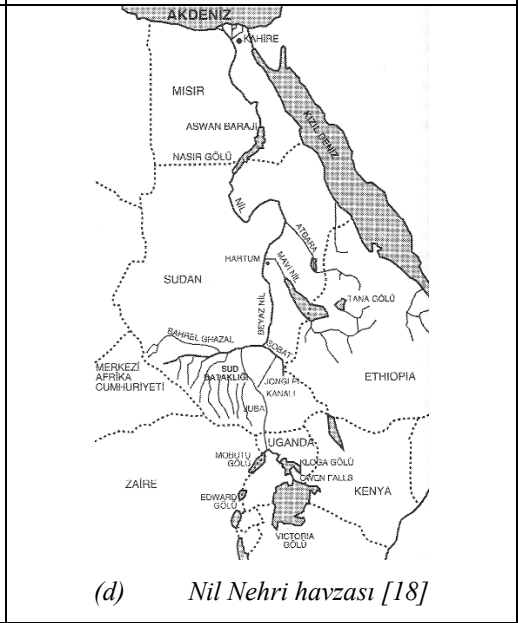 AKDENİZ
KAHİRE
MISIR
KIZIL DENİZ
ASWAN BARAJI
NASIR GÖLÜ
NİL
ATBARA
HARTUM
MAVİ NİL
SUDAN
TANA GÖLÜ
BEYAZ NİL
BAHREL GHAZAL
SOBAT
MERKEZİ
AFRİKA
CUMHURİYETİ
SUD
BATAKLIĞI
JONGLEI
KANALI
ETHIOPIA
JUBA
UGANDA
MOBUTU
GÖLÜ
KLOGA GÖLÜ
OWEN FALLS
ZAİRE
KENYA
EDWARD
GÖLÜ
VICTORIA
GÖLÜ
(d) Nil Nehri havzası [18]